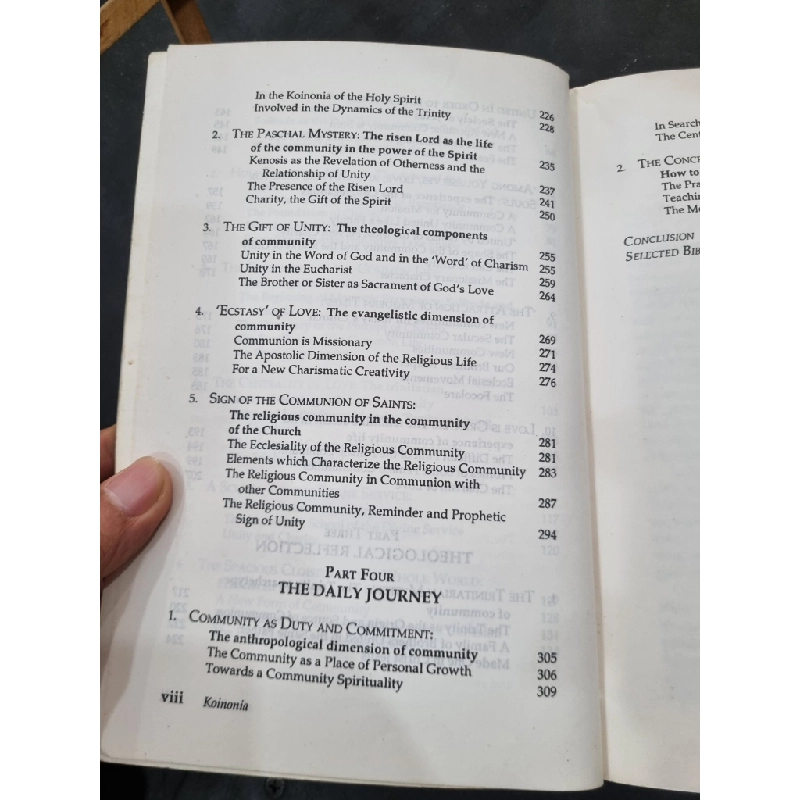 In the Koinonia of the Holy Spirit 226
Involved in the Dynamics of the Trinity 228
2. THE PASCHAL MYSTERY: The risen Lord as the life
of the community in the power of the Spirit 235
Kenosis as the Revelation of Otherness and the
Relationship of Unity 237
The Presence of the Risen Lord 241
Charity, the Gift of the Spirit 250
3. THE GIFT OF UNITY: The theological components
of community 255
Unity in the Word of God and in the ‘Word’ of Charism 255
Unity in the Eucharist 259
The Brother or Sister as Sacrament of God’s Love 264
4. ‘ECSTASY’ OF LOVE: The evangelistic dimension of
community 269
Communion is Missionary 271
The Apostolic Dimension of the Religious Life 274
For a New Charismatic Creativity 276
5. SIGN OF THE COMMUNION OF SAINTS:
The religious community in the community
of the Church 281
The Ecclesiality of the Religious Community 281
Elements which Characterize the Religious Community 283
The Religious Community in Communion with
other Communities 287
The Religious Community, Reminder and Prophetic
Sign of Unity 294
PART FOUR
THE DAILY JOURNEY
1. COMMUNITY AS DUTY AND COMMITMENT:
The anthropological dimension of community 305
The Community as a Place of Personal Growth 306
Towards a Community Spirituality 309
viii Koinonia
In Search
The Cent
2. THE CONCR
How to
The Pra
Teachin
The Mo
CONCLUSION
SELECTED BIB